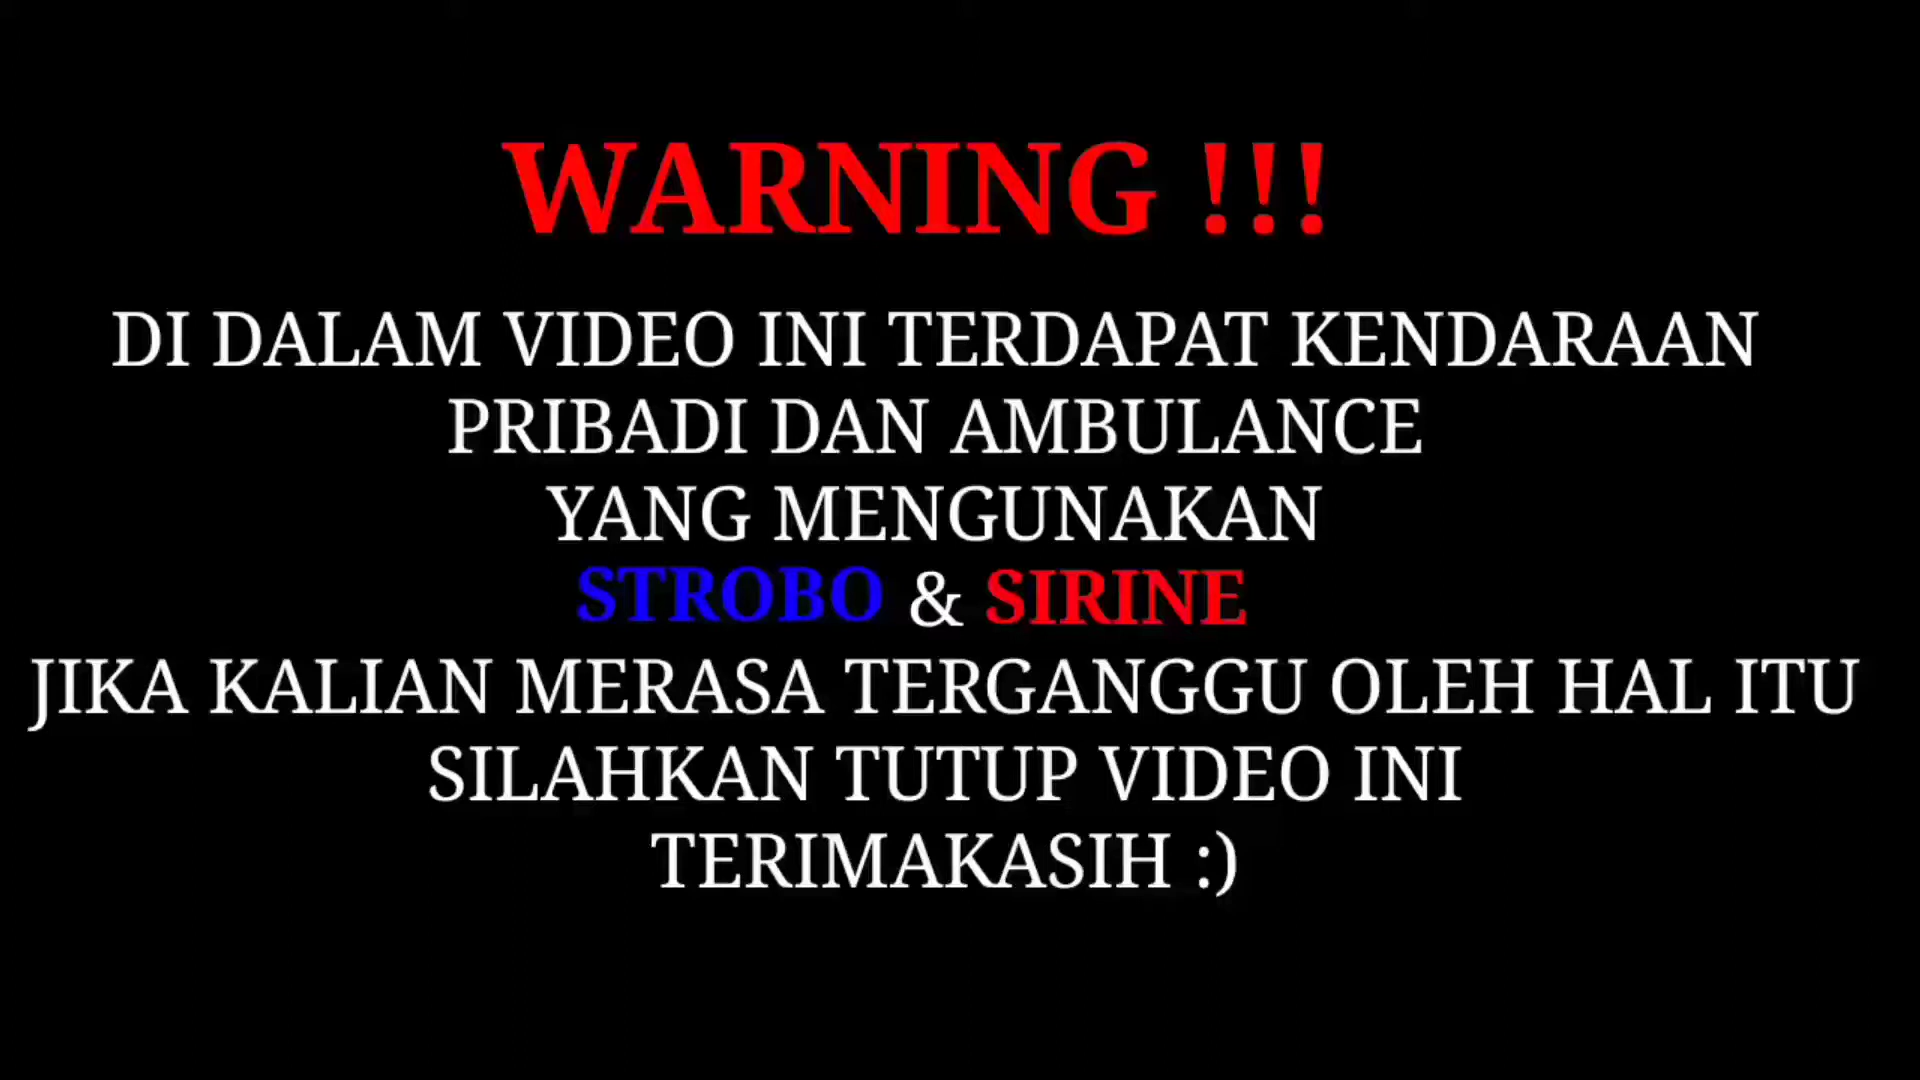 WARNING !!!
DI DALAM VIDEO INI TERDAPAT KENDARAAN
PRIBADI DAN AMBULANCE
YANG MENGUNAKAN
STROBO & SIRINE
JIKA KALIAN MERASA TERGANGGU OLEH HAL ITU
SILAHKAN TUTUP VIDEO INI
TERIMAKASIH :)